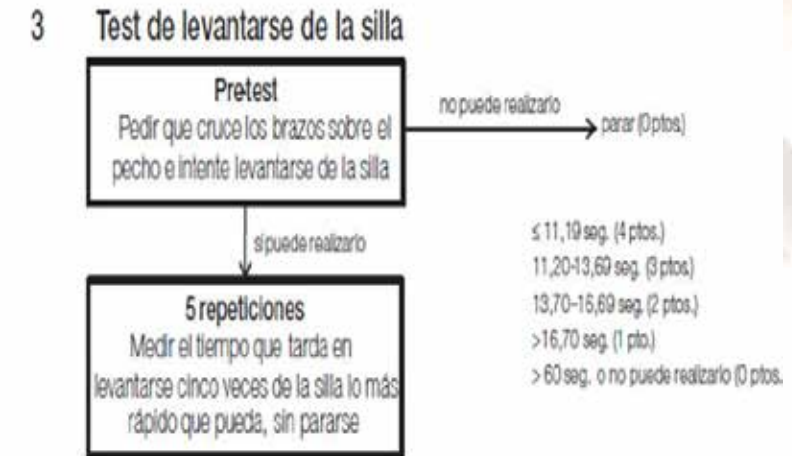 3 Test de levantarse de la silla
Pretest
Pedir que cruce los brazos sobre el
pecho e intente levantarse de la silla
no puede realizarlo
parar (0 ptos.)
sí puede realizarlo
5 repeticiones
Medir el tiempo que tarda en
levantarse cinco veces de la silla lo más
rápido que pueda, sin pararse
≤ 11,19 seg. (4 ptos.)
11,20-13,69 seg. (3 ptos.)
13,70-16,69 seg. (2 ptos.)
>16,70 seg. (1 pto.)
> 60 seg. o no puede realizarlo (0 ptos.